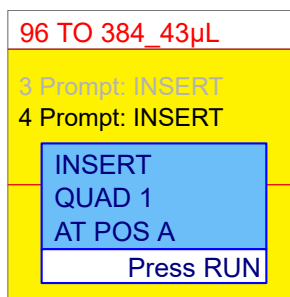 96 TO 384_43µL
3 Prompt: INSERT
4 Prompt: INSERT
INSERT
QUAD 1
AT POS A
Press RUN